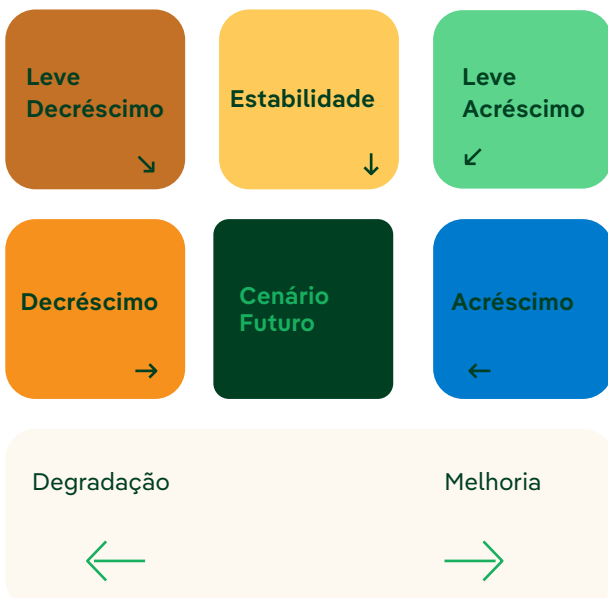 Leve
Decréscimo
Estabilidade
Leve
Acréscimo
Decréscimo
Cenário
Futuro
Acréscimo
Degradação
Melhoria